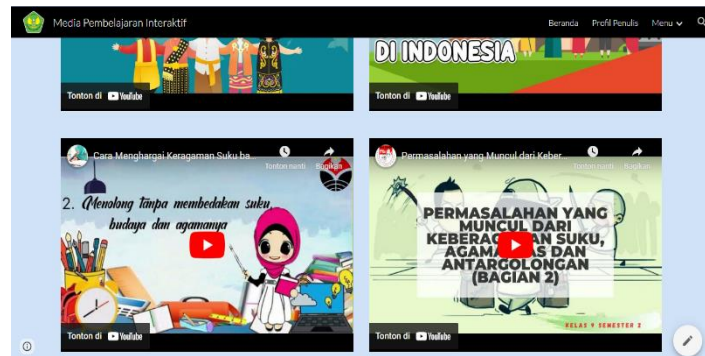 Media Pembelajaran Interaktif
Beranda Profil Penulis Menu
Tonton di YouTube
DI INDONESIA
Tonton di YouTube
Cara Menghargai Keragaman Suku ba...
Tonton nanti Bagikan
2. Menolong tanpa membedakan suku,
budaya dan agamanya
Tonton di YouTube
Permasalahan yang Muncul dari Keber...
Tonton nanti Bagikan
PERMASALAHAN YANG
MUNCUL DARI
SUKU,
DAN
ANTARGOLONGAN
(BAGIAN 2)
KELAS 9 SEMESTER 2
Tonton di YouTube